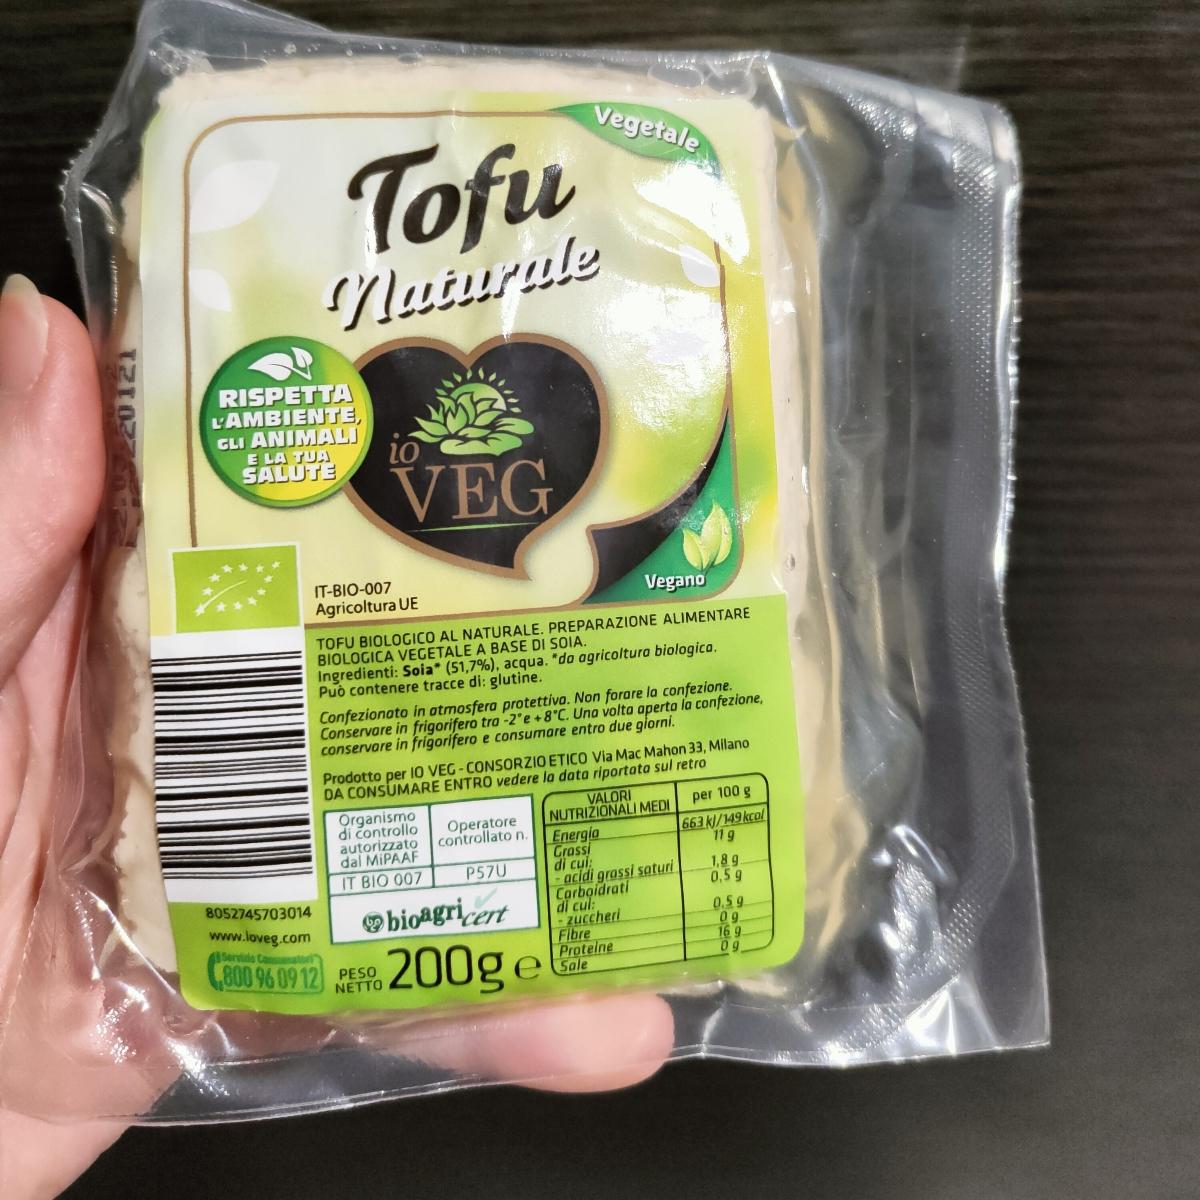 Vegetale
Tofu
Naturale
RISPETTA
L'AMBIENTE,
GLI ANIMALI
E LA TUA
SALUTE
io
VEG
Vegano
IT-BIO-007
Agricoltura UE
TOFU BIOLOGICO AL NATURALE. PREPARAZIONE ALIMENTARE
BIOLOGICA VEGETALE A BASE DI SOIA.
Ingredienti: Soia* (51,7%), acqua. *da agricoltura biologica.
Può contenere tracce di: glutine.
Confezionato in atmosfera protettiva. Non forare la confezione.
Conservare in frigorifero tra -2°e +8°C. Una volta aperta la confezione,
conservare in frigorifero e consumare entro due giorni.
Prodotto per IO VEG - CONSORZIO ETICO Via Mac Mahon 33, Milano
DA CONSUMARE ENTRO vedere la data riportata sul retro
Organismo
di controllo
autorizzato
dal MiPAAF
Operatore
controllato n.
IT BIO 007
P57U
bioagricert
8052745703014
www.ioveg.com
Servizio Consumatori
800 96 09 12
PESO
NETTO
200g e
VALORI
NUTRIZIONALI MEDI
per 100 g
Energia
663 kJ/149kcal
Grassi
11 g
di cui:
- acidi grassi saturi
1,8 g
Carboidrati
0,5 g
di cui:
- zuccheri
0,5 g
Fibre
0 g
Proteine
16 g
Sale
0 g
20121